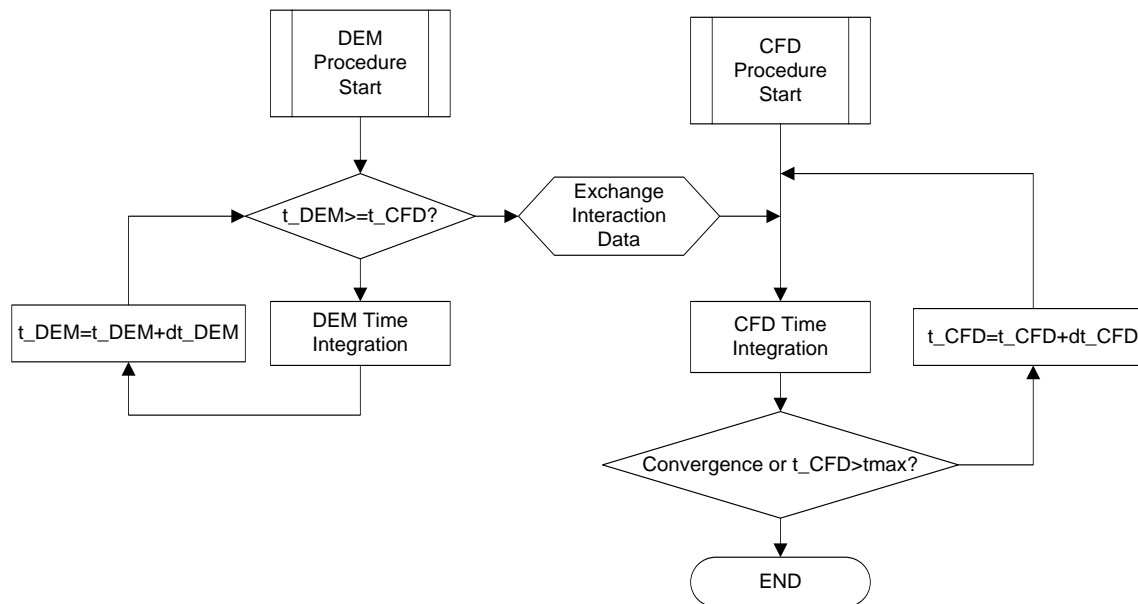 DEM
Procedure
Start
CFD
Procedure
Start
t_DEM>=t_CFD?
Exchange
Interaction
Data
t_DEM=t_DEM+dt_DEM
DEM Time
Integration
CFD Time
Integration
t_CFD=t_CFD+dt_CFD
Convergence or t_CFD>tmax?
END